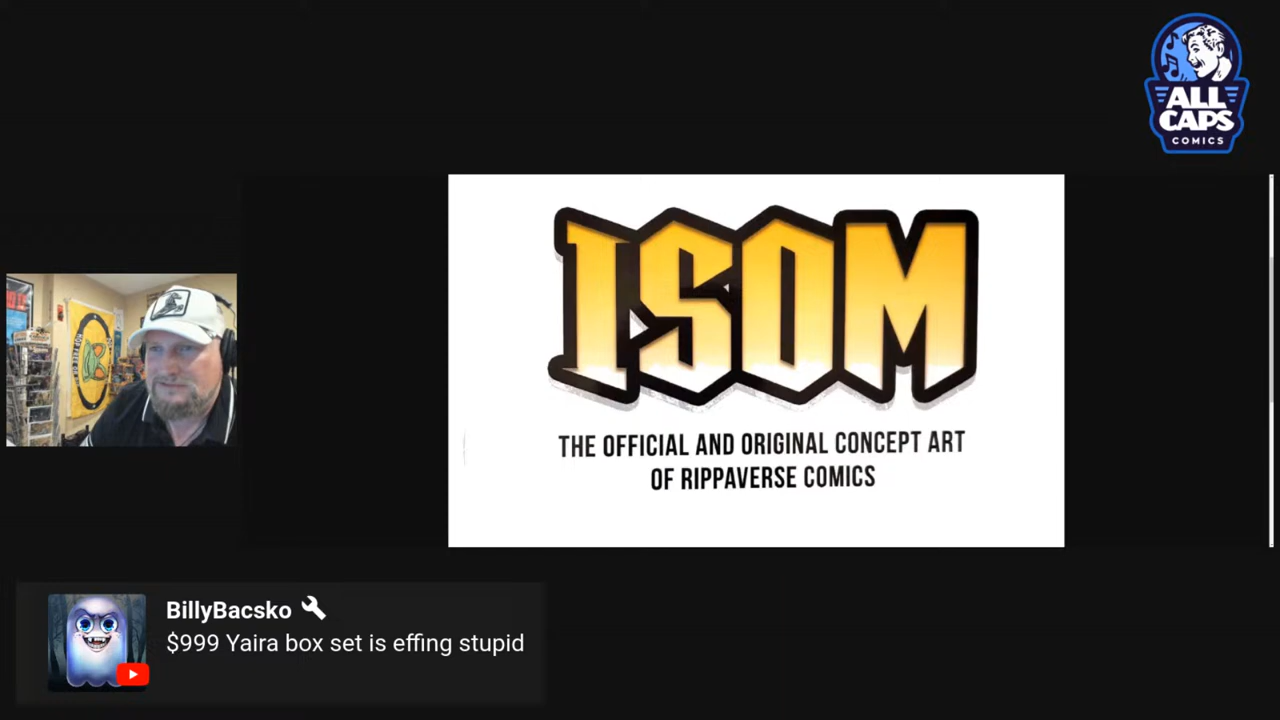 ALL
CAPS
COMICS
ISOM
THE OFFICIAL AND ORIGINAL CONCEPT ART
OF RIPPAVERSE COMICS
BillyBacsko
$999 Yaira box set is effing stupid